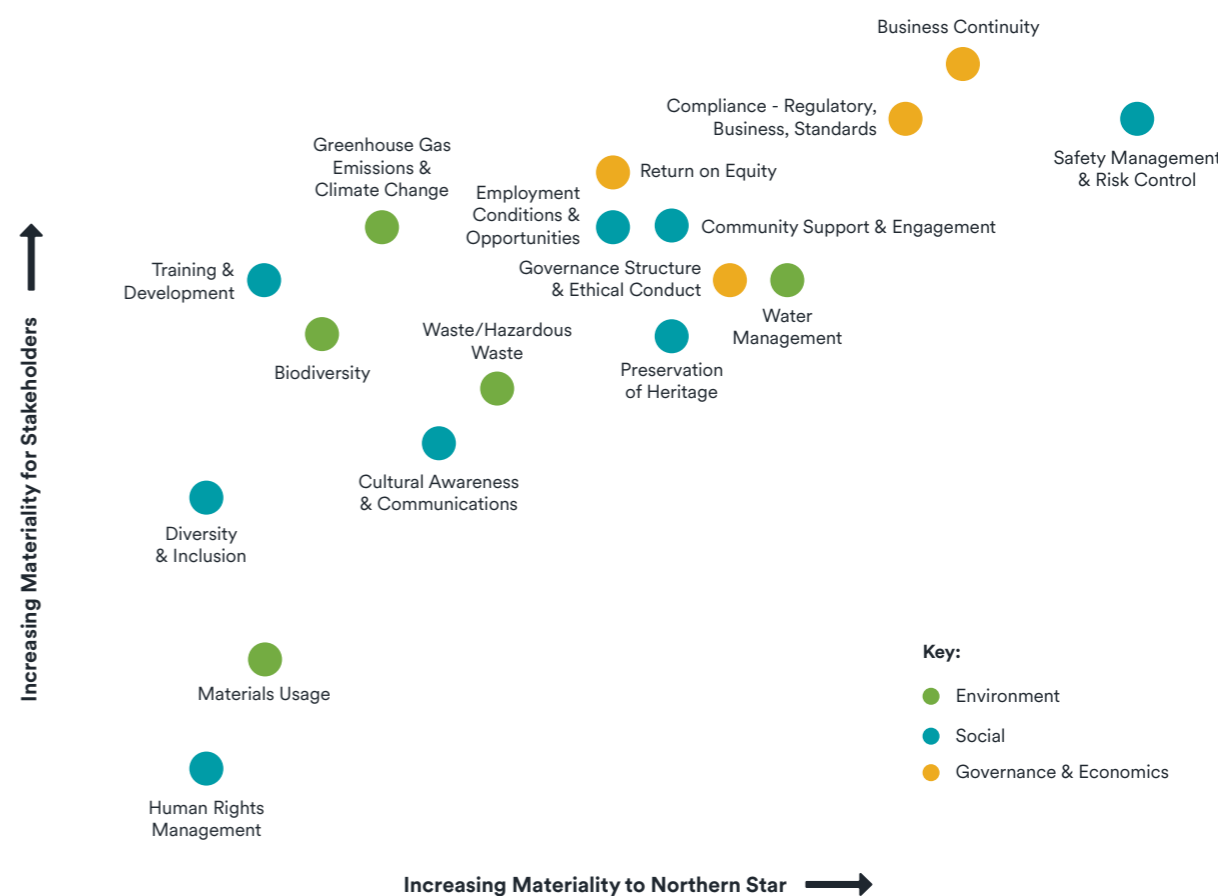 Business Continuity
Compliance - Regulatory,
Business, Standards
Safety Management
& Risk Control
Greenhouse Gas
Emissions &
Climate Change
Return on Equity
Employment
Conditions &
Opportunities
Community Support & Engagement
Training &
Development
Governance Structure
& Ethical Conduct
Water
Management
Biodiversity
Waste/Hazardous
Waste
Preservation
of Heritage
Cultural Awareness
& Communications
Diversity
& Inclusion
Materials Usage
Human Rights
Management
Key:
Environment
Social
Governance & Economics
Increasing Materiality for Stakeholders
Increasing Materiality to Northern Star